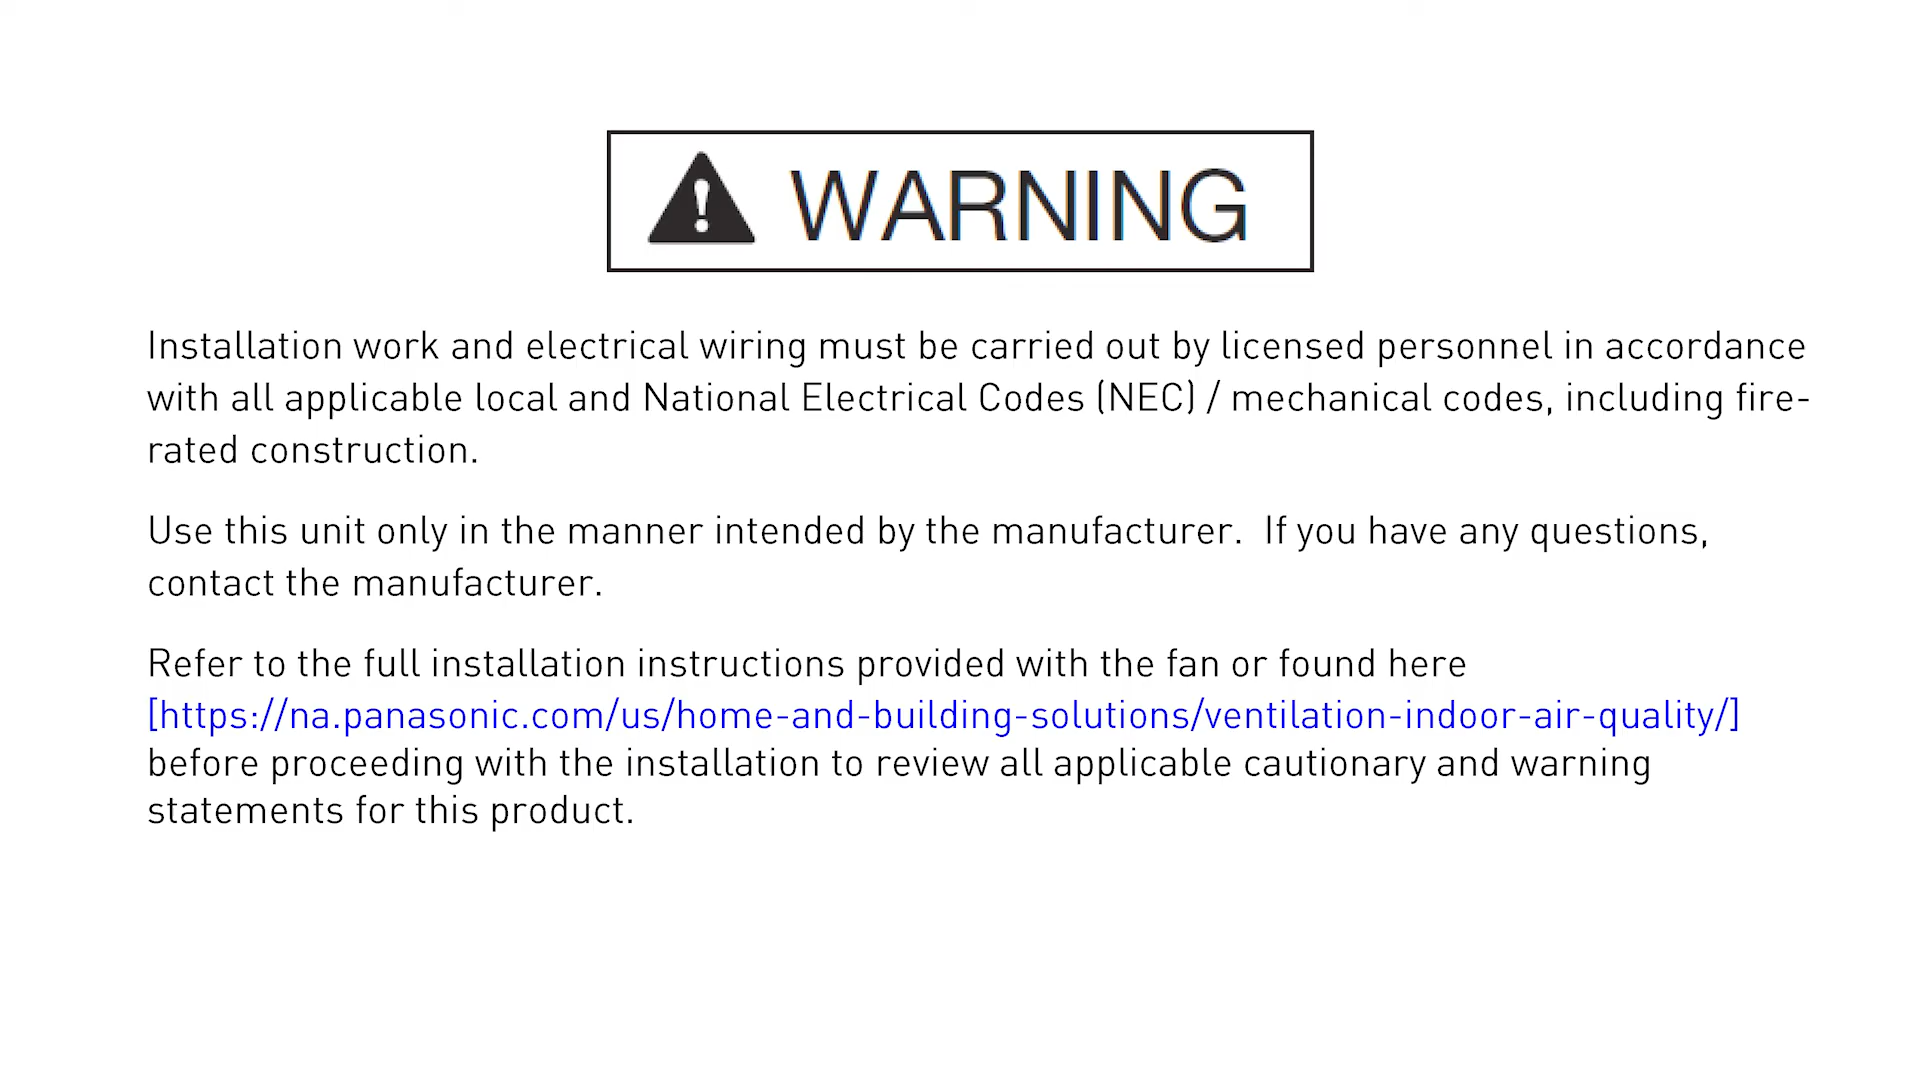 WARNING
Installation work and electrical wiring must be carried out by licensed personnel in accordance
with all applicable local and National Electrical Codes (NEC) / mechanical codes, including fire-
rated construction.
Use this unit only in the manner intended by the manufacturer.  If you have any questions,
contact the manufacturer.
Refer to the full installation instructions provided with the fan or found here
[https://na.panasonic.com/us/home-and-building-solutions/ventilation-indoor-air-quality/]
before proceeding with the installation to review all applicable cautionary and warning
statements for this product.